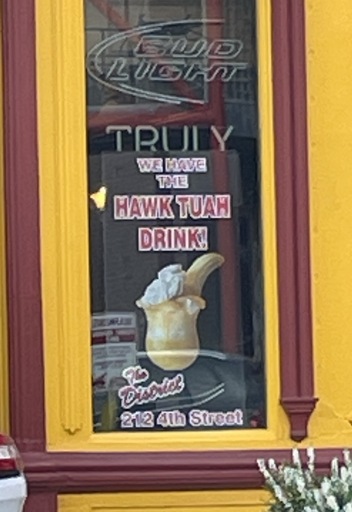 BUD
LIGHT
TRULY
WE HAVE
THE
HAWK TUAH
DRINK!
The
District
212 4th Street